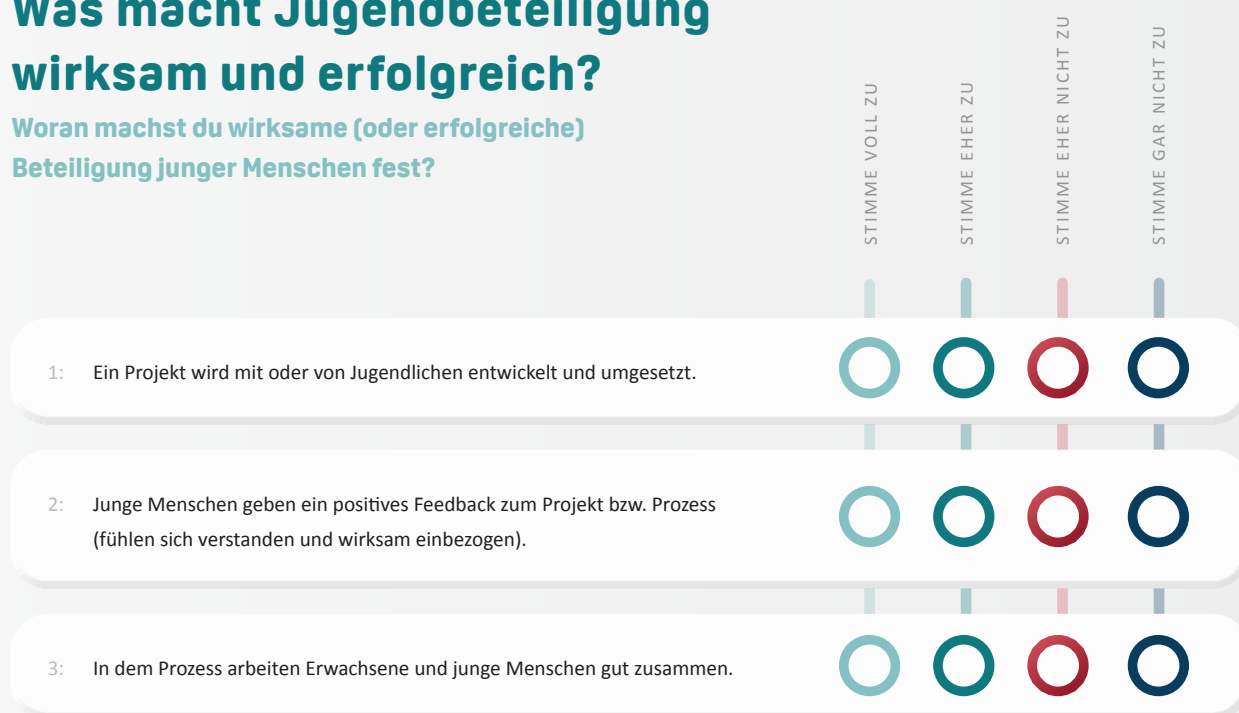 Was macht Jugendbeteiligung
wirksam und erfolgreich?
Woran machst du wirksame (oder erfolgreiche)
Beteiligung junger Menschen fest?
STIMME VOLL ZU
STIMME EHER ZU
STIMME EHER NICHT ZU
STIMME GAR NICHT ZU
1: Ein Projekt wird mit oder von Jugendlichen entwickelt und umgesetzt.
2: Junge Menschen geben ein positives Feedback zum Projekt bzw. Prozess
(fühlen sich verstanden und wirksam einbezogen).
3: In dem Prozess arbeiten Erwachsene und junge Menschen gut zusammen.